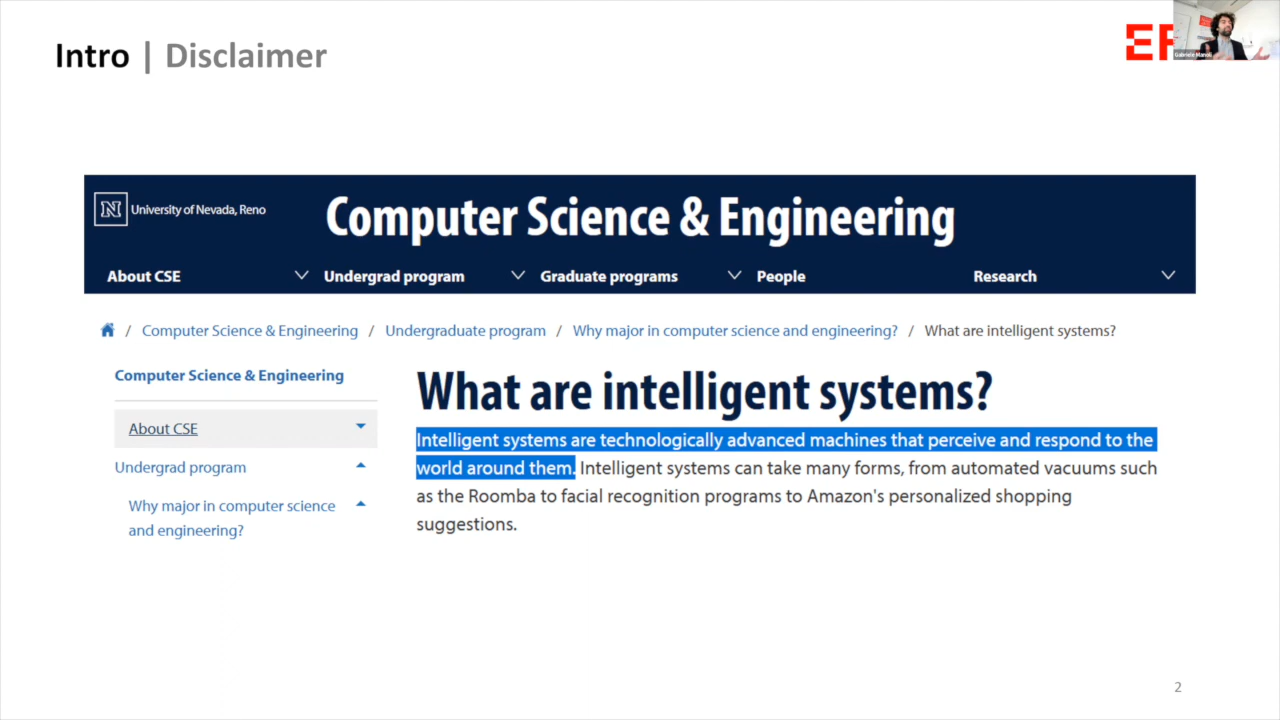 Intro | Disclaimer
EP
Gabriele Manoli
N University of Nevada, Reno
Computer Science & Engineering
About CSE Undergrad program Graduate programs People Research
/ Computer Science & Engineering / Undergraduate program / Why major in computer science and engineering? / What are intelligent systems?
Computer Science & Engineering
About CSE
Undergrad program
Why major in computer science
and engineering?
What are intelligent systems?
Intelligent systems are technologically advanced machines that perceive and respond to the
world around them. Intelligent systems can take many forms, from automated vacuums such
as the Roomba to facial recognition programs to Amazon's personalized shopping
suggestions.
2